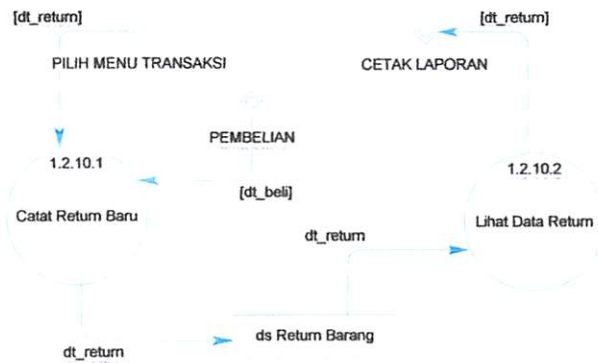 [dt_return]
[dt_return]
PILIH MENU TRANSAKSI
CETAK LAPORAN
PEMBELIAN
1.2.10.1
1.2.10.2
[dt_beli]
Catat Return Baru
Lihat Data Return
dt_return
ds Return Barang
dt_return